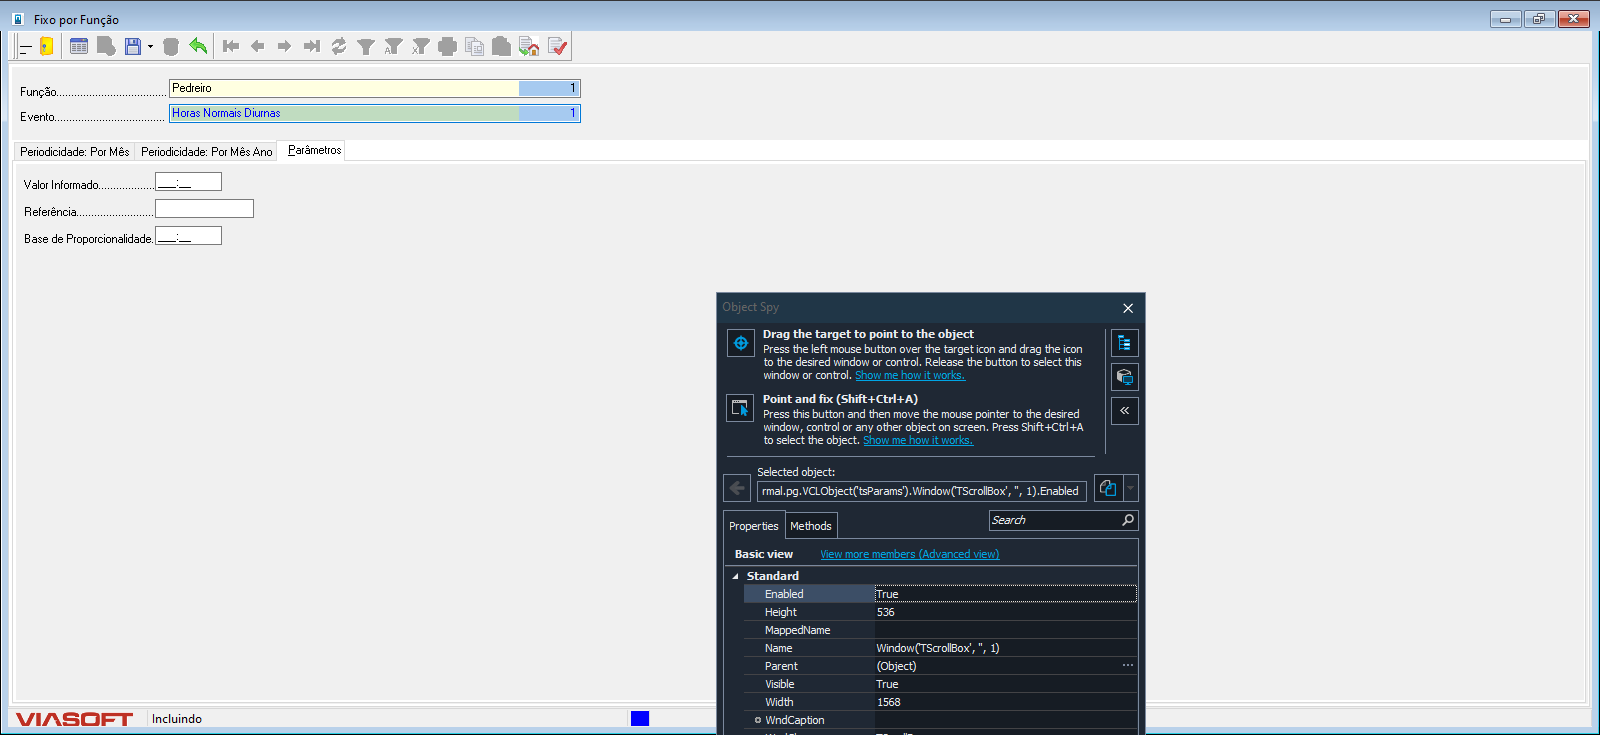 Fixo por Função
Função.....................................
Pedreiro
1
Evento.....................................
Horas Normais Diurnas
1
Periodicidade: Por Mês
Periodicidade: Por Mês Ano
Parâmetros
Valor Informado...................
___:__
Referência..........................
Base de Proporcionalidade.
___:__
Object Spy
Drag the target to point to the object
Press the left mouse button over the target icon and drag the icon
to the desired window or control. Release the button to select this
window or control. Show me how it works.
Point and fix (Shift+Ctrl+A)
Press this button and then move the mouse pointer to the desired
window, control or any other object on screen. Press Shift+Ctrl+A
to select the object. Show me how it works.
Selected object:
rmal.pg.VCLObject('tsParams').Window('TScrollBox', '', 1).Enabled
Properties
Methods
Search
Basic view
View more members (Advanced view)
Standard
Enabled
True
Height
536
MappedName
Name
Window('TScrollBox', '', 1)
Parent
(Object)
...
Visible
True
Width
1568
WndCaption
VIASOFT
Incluindo